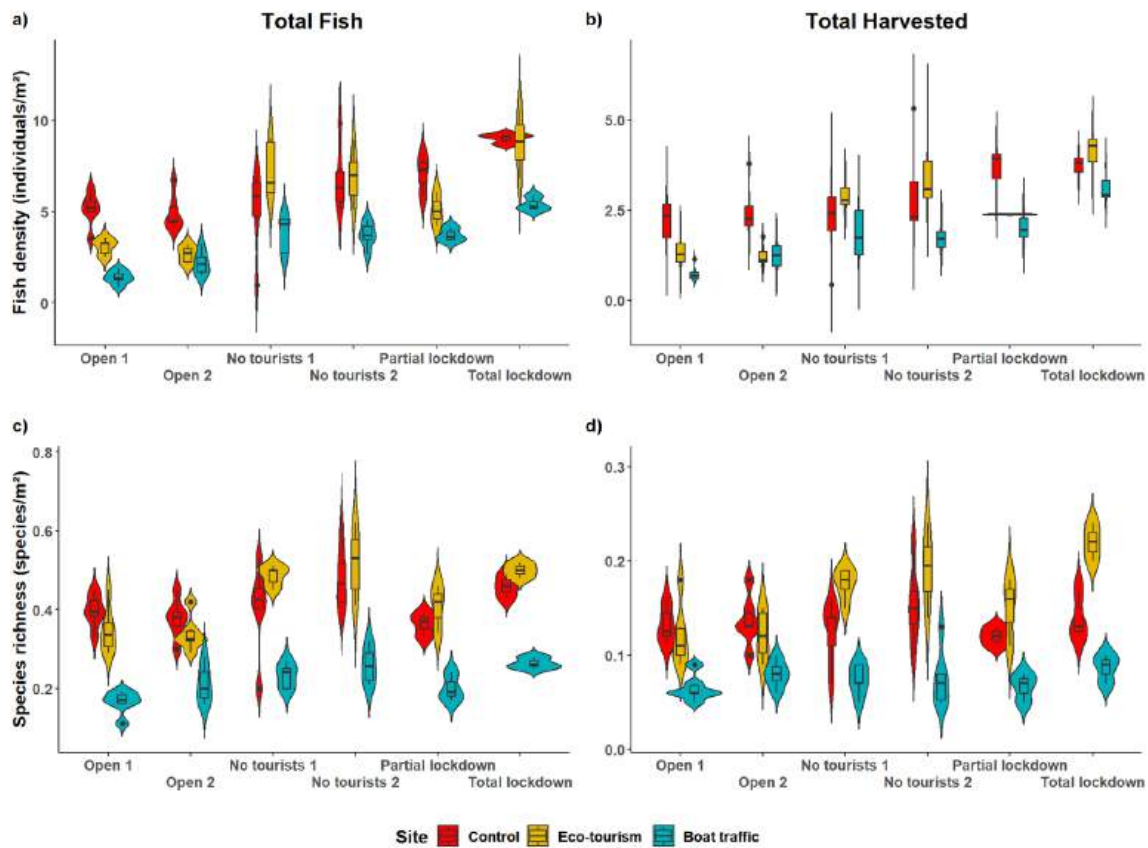 a)
Total Fish
b)
Total Harvested
Fish density (individuals/m²)
10
5
0
5.0
2.5
0.0
Open 1
No tourists 1
Partial lockdown
Open 2
No tourists 2
Total lockdown
Open 1
No tourists 1
Partial lockdown
Open 2
No tourists 2
Total lockdown
c)
d)
Species richness (species/m²)
0.8
0.6
0.4
0.2
0.3
0.2
0.1
0.0
Open 1
No tourists 1
Partial lockdown
Open 2
No tourists 2
Total lockdown
Open 1
No tourists 1
Partial lockdown
Open 2
No tourists 2
Total lockdown
Site Control Eco-tourism Boat traffic